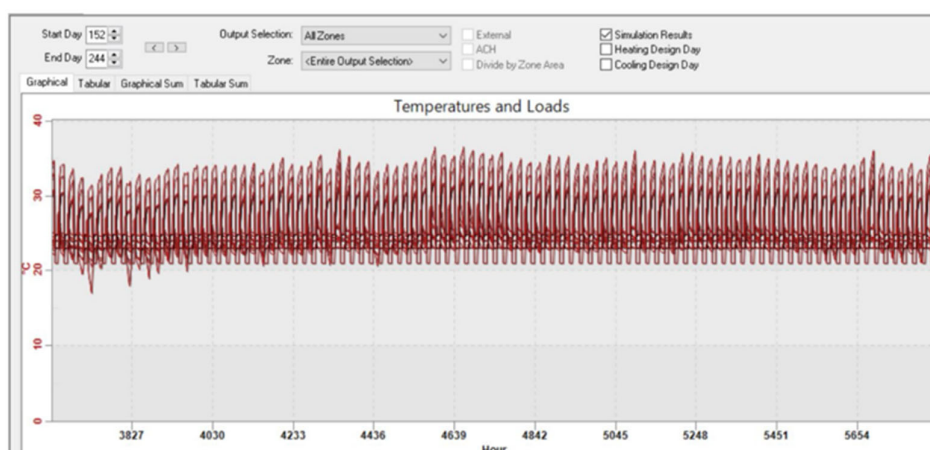 Start Day 152
Output Selection: All Zones
External
Simulation Results
< >
ACH
Heating Design Day
End Day 244
Zone: <Entire Output Selection>
Divide by Zone Area
Cooling Design Day
Graphical Tabular Graphical Sum Tabular Sum
Temperatures and Loads
40
30
°C
20
10
0
3827 4030 4233 4436 4639 4842 5045 5248 5451 5654
Hour